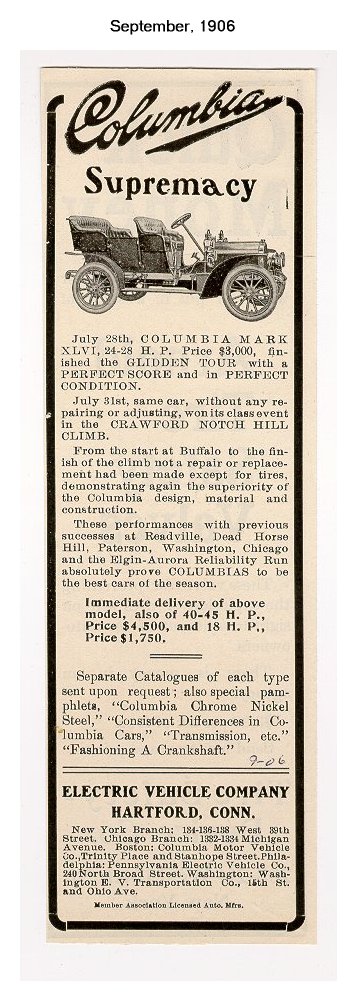 September, 1906
Columbia
Supremacy
July 28th, COLUMBIA MARK
XLVI, 24-28 H. P. Price $3,000, fin-
ished the GLIDDEN TOUR with a
PERFECT SCORE and in PERFECT
CONDITION.
July 31st, same car, without any re-
pairing or adjusting, won its class event
in the CRAWFORD NOTCH HILL
CLIMB.
From the start at Buffalo to the fin-
ish of the climb not a repair or replace-
ment had been made except for tires,
demonstrating again the superiority of
the Columbia design, material and
construction.
These performances with previous
successes at Readville, Dead Horse
Hill, Paterson, Washington, Chicago
and the Elgin-Aurora Reliability Run
absolutely prove COLUMBIAS to be
the best cars of the season.
Immediate delivery of above
model, also of 40-45 H. P.,
Price $4,500, and 18 H. P.,
Price $1,750.
Separate Catalogues of each type
sent upon request; also special pam-
phlets, "Columbia Chrome Nickel
Steel," "Consistent Differences in Co-
lumbia Cars," "Transmission, etc."
"Fashioning A Crankshaft."
9-06
ELECTRIC VEHICLE COMPANY
HARTFORD, CONN.
New York Branch: 134-136-138 West 39th
Street. Chicago Branch: 1332-1334 Michigan
Avenue. Boston: Columbia Motor Vehicle
Co., Trinity Place and Stanhope Street. Phila-
delphia: Pennsylvania Electric Vehicle Co.,
240 North Broad Street. Washington: Wash-
ington E. V. Transportation Co., 15th St.
and Ohio Ave.
Member Association Licensed Auto. Mfrs.